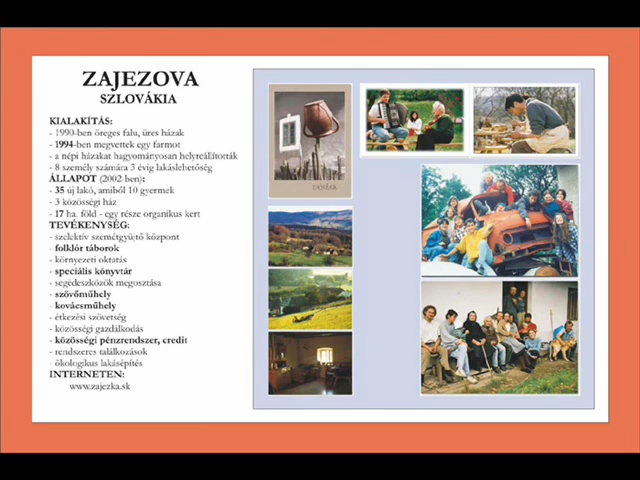 ZAJEZOVA
SZLOVÁKIA
KIALAKÍTÁS:
- 1990-ben öreges falu, üres házak
- 1994-ben megvettek egy farmot
- a népi házakat hagyományosan helyreállították
- 8 személy számára 3 évig lakáslehetőség
ÁLLAPOT (2002-ben):
- 35 új lakó, amiből 10 gyermek
- 3 közösségi ház
- 17 ha. föld - egy része organikus kert
TEVÉKENYSÉG:
- szelektív szemétgyüjtő központ
- folklór táborok
- környezeti oktatás
- speciális könyvtár
- segédeszközök megosztása
- szövőműhely
- kovácsműhely
- étkezési szövetség
- közösségi gazdálkodás
- közösségi pénzrendszer, credit
- rendszeres találkozások
- ökologikus lakásépítés
INTERNETEN:
www.zajezka.sk